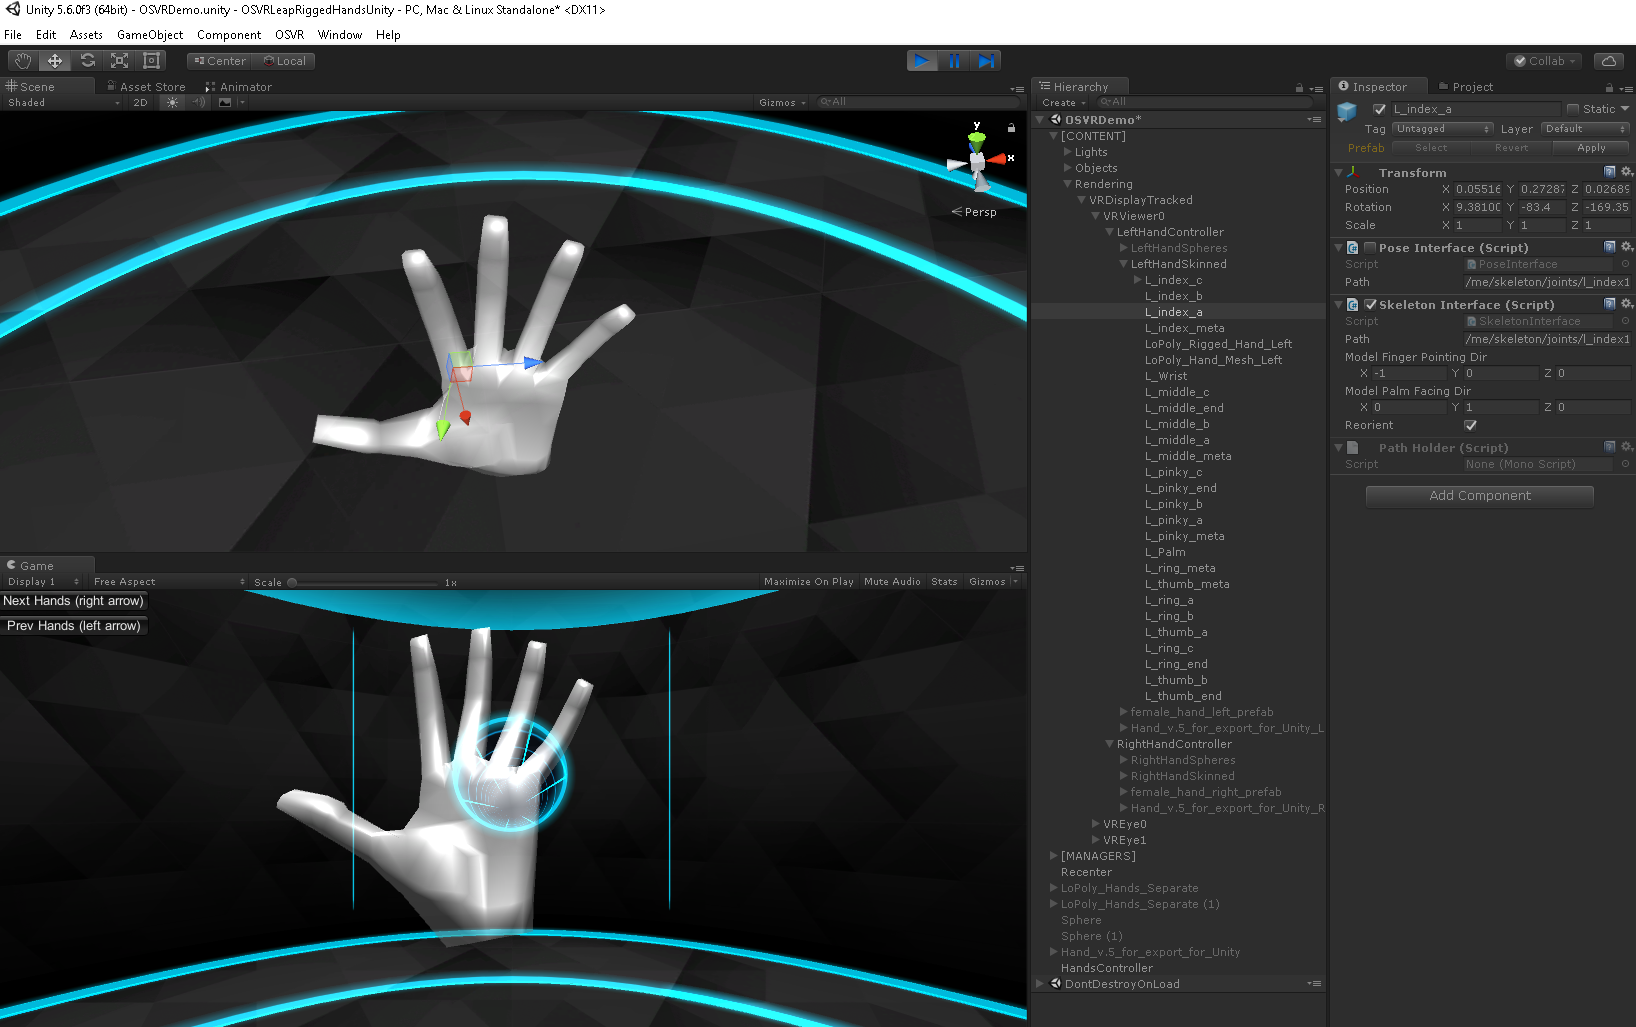 Unity 5.6.0f3 (64bit) - OSVRDemo.unity - OSVRLeapRiggedHandsUnity - PC, Mac & Linux Standalone* <DX11>
File Edit Assets GameObject Component OSVR Window Help
Center Local Collab
Scene Asset Store Animator
Shaded 2D Gizmos All
y
x
Persp
Game
Display 1 Free Aspect Scale 1x Maximize On Play Mute Audio Stats Gizmos
Next Hands (right arrow)
Prev Hands (left arrow)
Hierarchy
Create All
OSVRDemo*
[CONTENT]
Lights
Objects
Rendering
VRDisplayTracked
VRViewer0
LeftHandController
LeftHandSpheres
LeftHandSkinned
L_index_c
L_index_b
L_index_a
L_index_meta
LoPoly_Rigged_Hand_Left
LoPoly_Hand_Mesh_Left
L_Wrist
L_middle_c
L_middle_end
L_middle_b
L_middle_a
L_middle_meta
L_pinky_c
L_pinky_end
L_pinky_b
L_pinky_a
L_pinky_meta
L_Palm
L_ring_meta
L_thumb_meta
L_ring_a
L_ring_b
L_thumb_a
L_ring_c
L_ring_end
L_thumb_b
L_thumb_end
female_hand_left_prefab
Hand_v.5_for_export_for_Unity_L
RightHandController
RightHandSpheres
RightHandSkinned
female_hand_right_prefab
Hand_v.5_for_export_for_Unity_R
VREye0
VREye1
[MANAGERS]
Recenter
LoPoly_Hands_Separate
LoPoly_Hands_Separate (1)
Sphere
Sphere (1)
Hand_v.5_for_export_for_Unity
HandsController
DontDestroyOnLoad
Inspector Project
L_index_a Static
Tag Untagged Layer Default
Prefab Select Revert Apply
Transform
Position X 0.05516 Y 0.27287 Z 0.02689
Rotation X 9.38100 Y -83.4 Z -169.35
Scale X 1 Y 1 Z 1
Pose Interface (Script)
Script PoseInterface
Path /me/skeleton/joints/l_index1
Skeleton Interface (Script)
Script SkeletonInterface
Path /me/skeleton/joints/l_index1
Model Finger Pointing Dir
X -1 Y 0 Z 0
Model Palm Facing Dir
X 0 Y 1 Z 0
Reorient
Path Holder (Script)
Script None (Mono Script)
Add Component